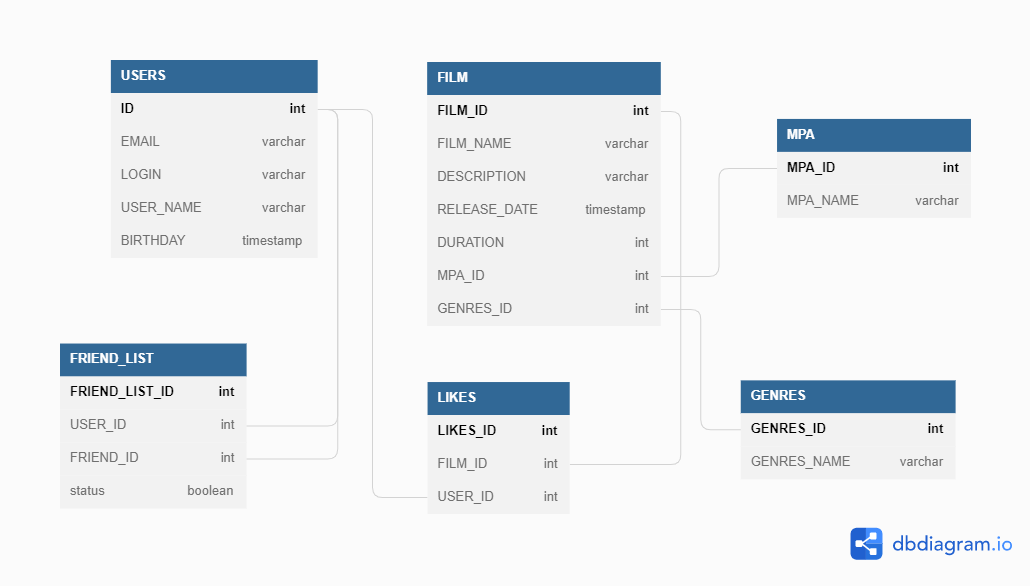 USERS
ID int
EMAIL varchar
LOGIN varchar
USER_NAME varchar
BIRTHDAY timestamp
FILM
FILM_ID int
FILM_NAME varchar
DESCRIPTION varchar
RELEASE_DATE timestamp
DURATION int
MPA_ID int
GENRES_ID int
MPA
MPA_ID int
MPA_NAME varchar
FRIEND_LIST
FRIEND_LIST_ID int
USER_ID int
FRIEND_ID int
status boolean
LIKES
LIKES_ID int
FILM_ID int
USER_ID int
GENRES
GENRES_ID int
GENRES_NAME varchar
dbdiagram.io